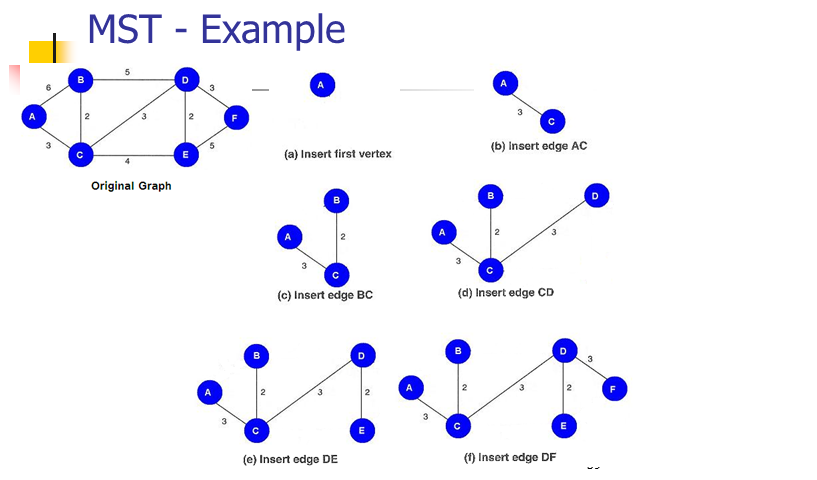 MST - Example
B 5 D
6 3
A 2 3 2 F
3 5
C 4 E
Original Graph
A
(a) Insert first vertex
A
3
C
(b) Insert edge AC
B
A 2
3
C
(c) Insert edge BC
B D
A 2 3
3
C
(d) Insert edge CD
B D
A 2 3 2
3
C E
(e) Insert edge DE
B D 3
A 2 3 2 F
3
C E
(f) Insert edge DF